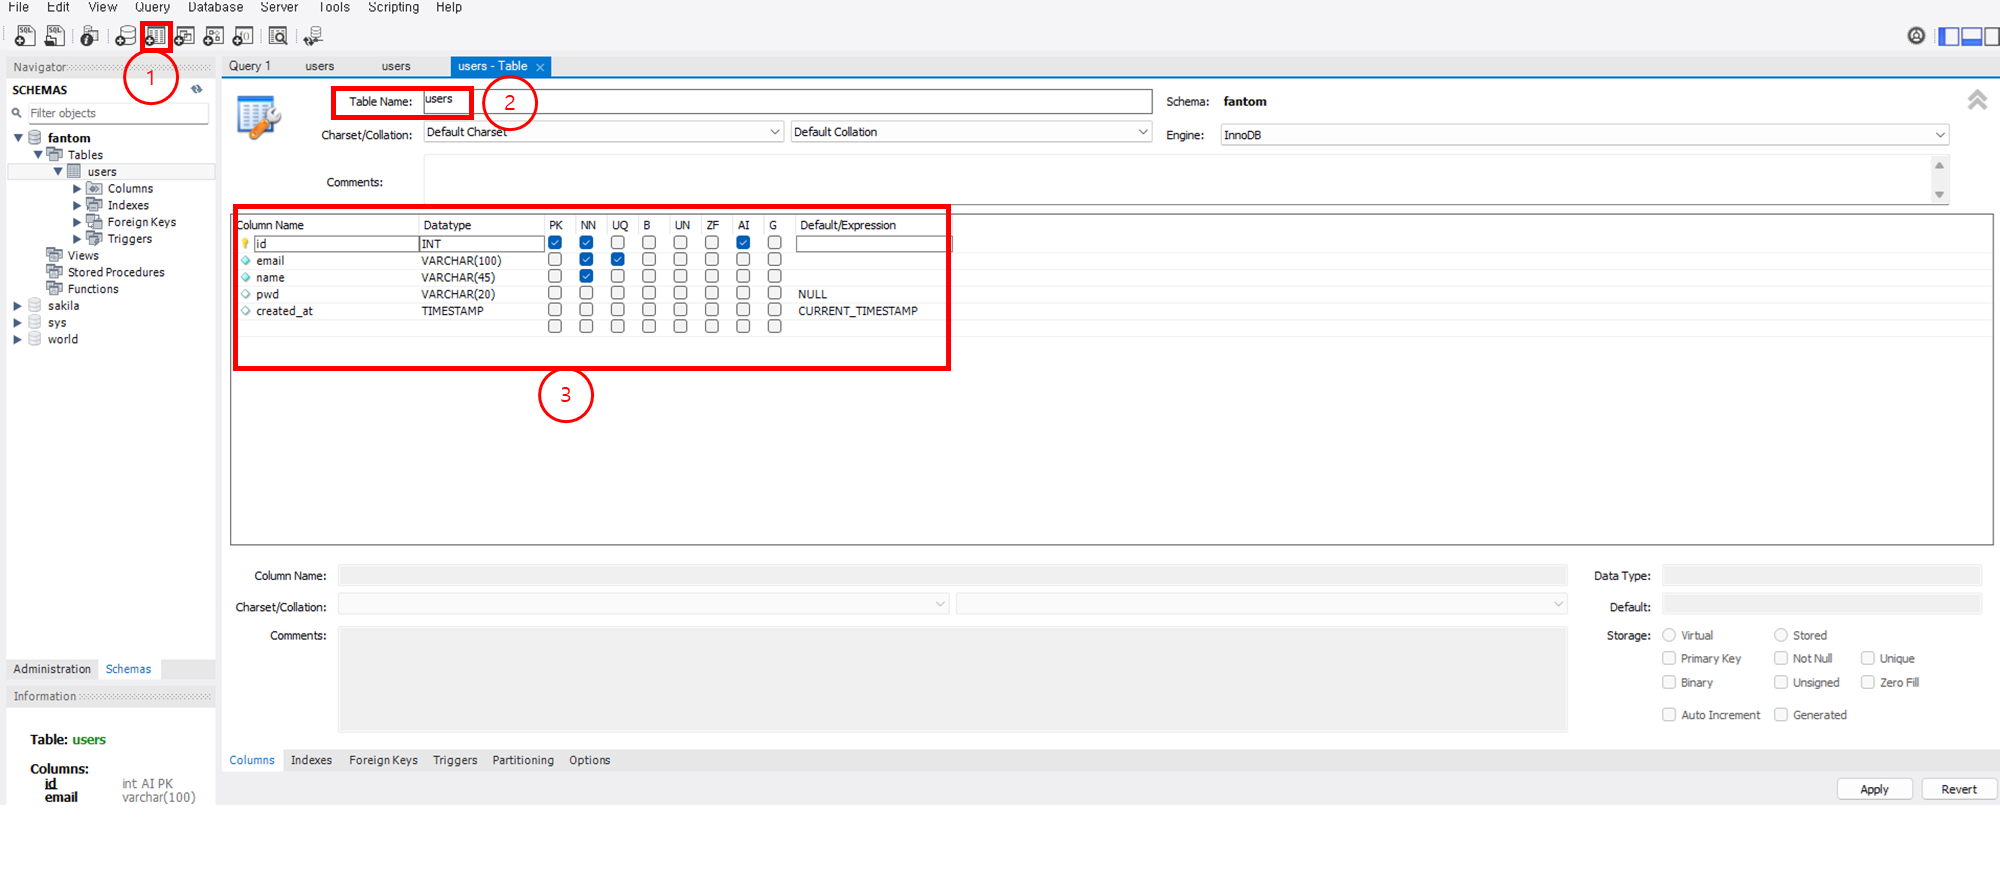 File Edit View Query Database Server Tools Scripting Help
Navigator
1
SCHEMAS
Filter objects
fantom
Tables
users
Columns
Indexes
Foreign Keys
Triggers
Views
Stored Procedures
Functions
sakila
sys
world
Administration Schemas
Information
Table: users
Columns:
id int AI PK
email varchar(100)
Query 1 users users users - Table
Table Name: users 2 Schema: fantom
Charset/Collation: Default Charset Default Collation Engine: InnoDB
Comments:
Column Name Datatype PK NN UQ B UN ZF AI G Default/Expression
id INT
email VARCHAR(100)
name VARCHAR(45)
pwd VARCHAR(20) NULL
created_at TIMESTAMP CURRENT_TIMESTAMP
3
Column Name: Data Type:
Charset/Collation: Default:
Comments: Storage: Virtual Stored
Primary Key Not Null Unique
Binary Unsigned Zero Fill
Auto Increment Generated
Columns Indexes Foreign Keys Triggers Partitioning Options
Apply Revert